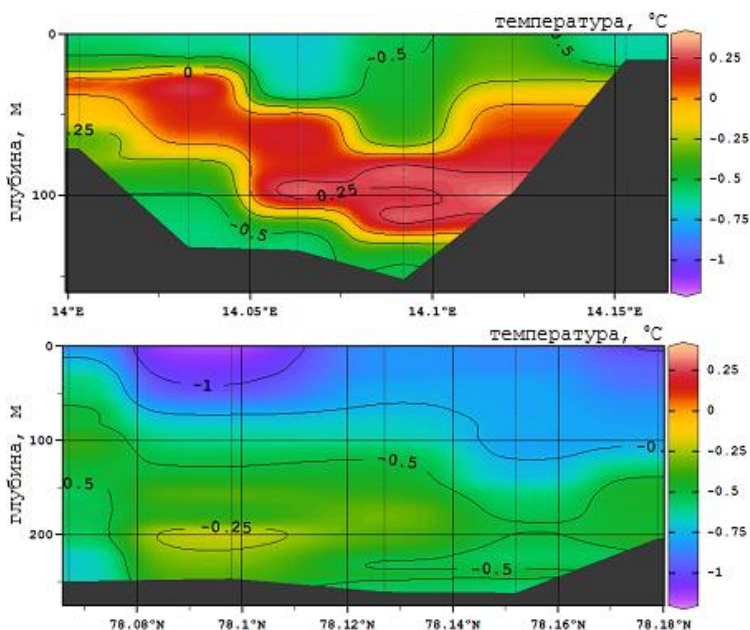 температура, °C
0
100
глубина, м
0
-0.5
.5
.25
0.25
-0.5
0.25
0
-0.25
-0.5
-0.75
-1
14°E
14.05°E
14.1°E
14.15°E
температура, °C
0
100
200
глубина, м
-1
-0.5
-0.
0.5
-0.25
-0.5
0.25
0
-0.25
-0.5
-0.75
-1
78.08°N
78.1°N
78.12°N
78.14°N
78.16°N
78.18°N